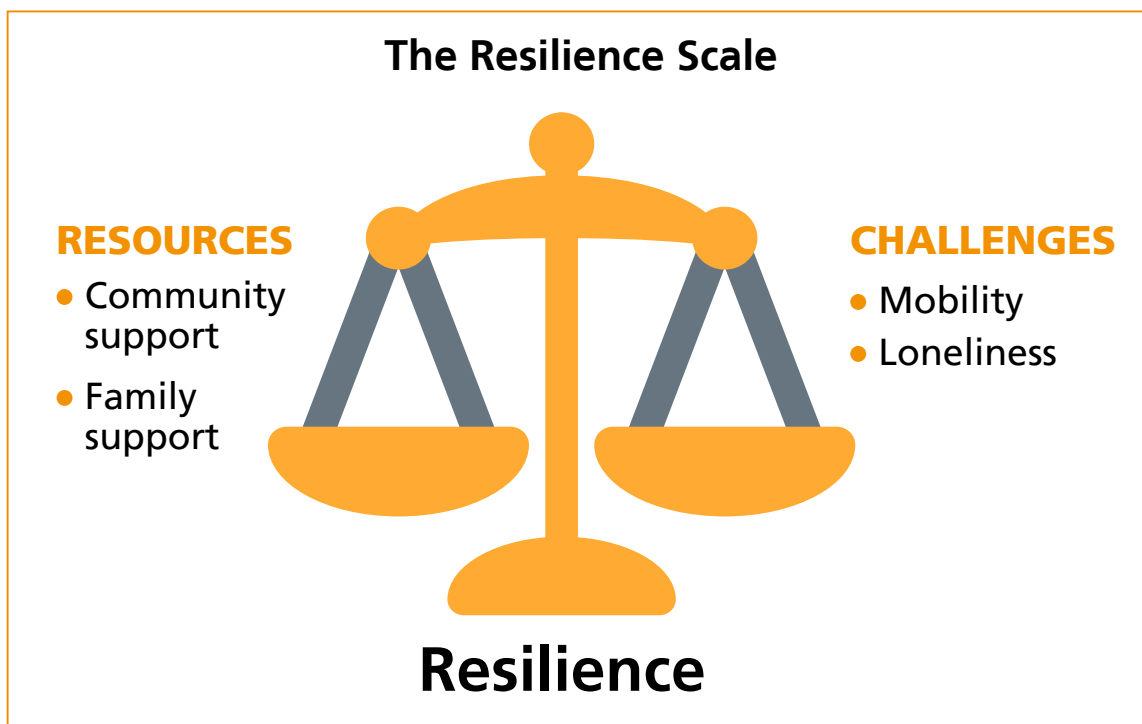 The Resilience Scale
RESOURCES
• Community
support
• Family
support
CHALLENGES
• Mobility
• Loneliness
Resilience